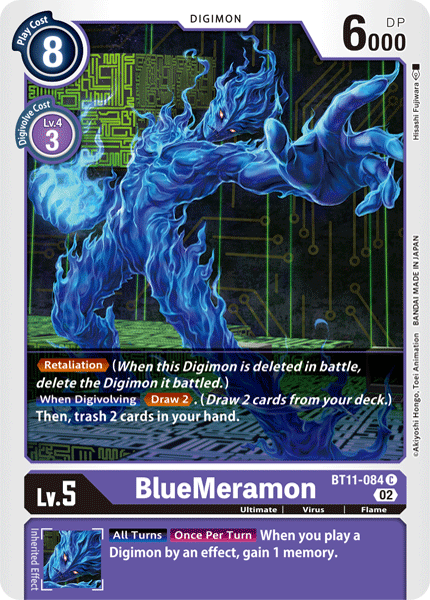 DIGIMON
Play Cost
8
6000
DP
Digivolve Cost
Lv.4
3
Hisashi Fujiwara
Retaliation (When this Digimon is deleted in battle,
delete the Digimon it battled.)
When Digivolving Draw 2. (Draw 2 cards from your deck.)
Then, trash 2 cards in your hand.
©Akiyoshi Hongo, Toei Animation BANDAI MADE IN JAPAN
Lv.5
BlueMeramon
BT11-084 C
02
Ultimate | Virus | Flame
Inherited Effect
All Turns Once Per Turn When you play a
Digimon by an effect, gain 1 memory.